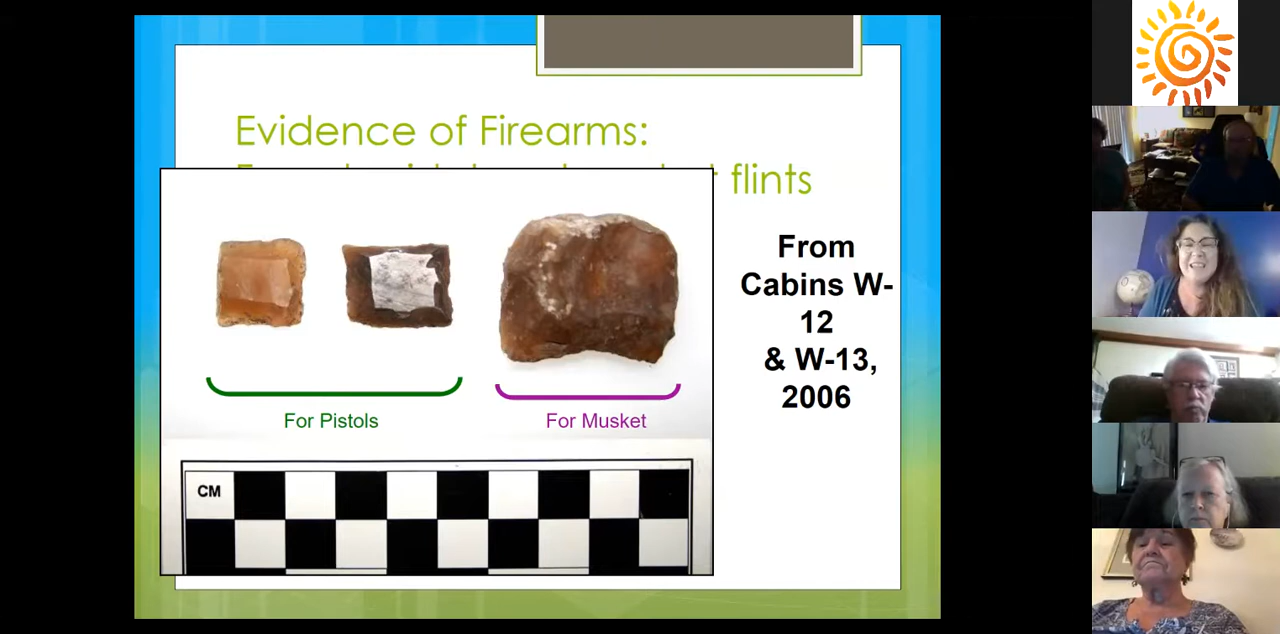 Evidence of Firearms:
flints
From
Cabins W-
12
& W-13,
2006
For Pistols
For Musket
CM